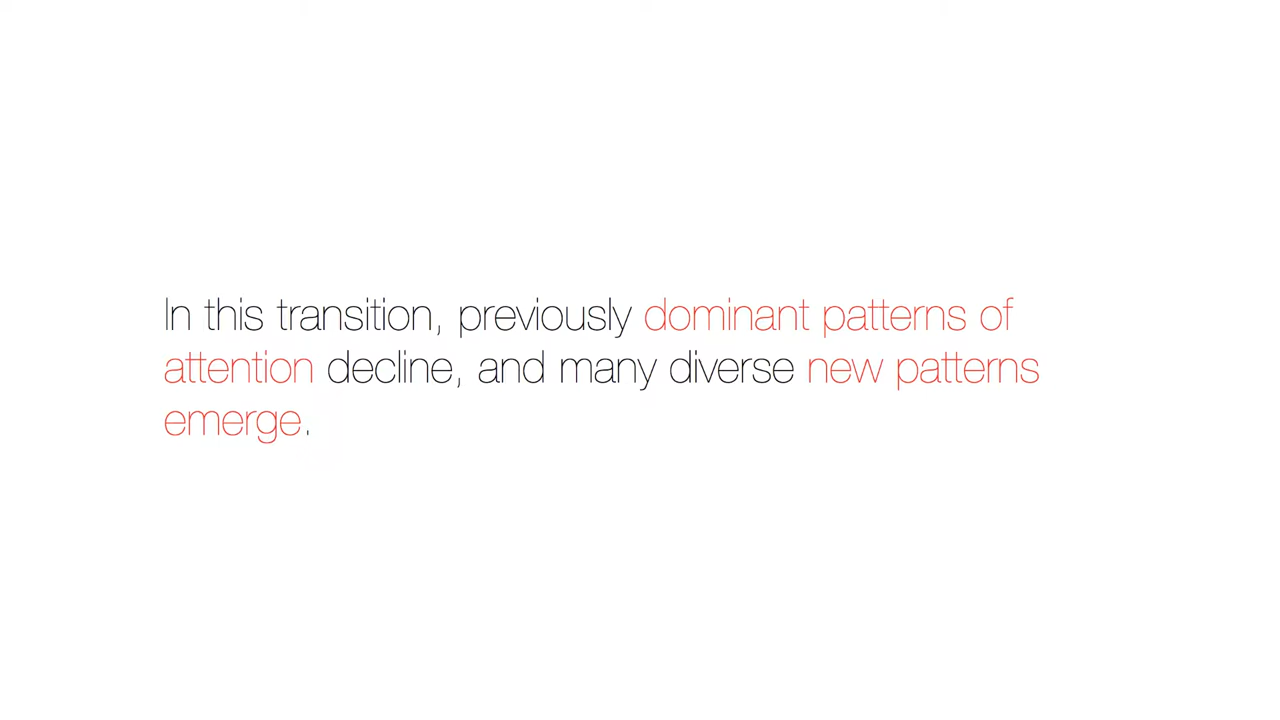 In this transition, previously dominant patterns of
attention decline, and many diverse new patterns
emerge.